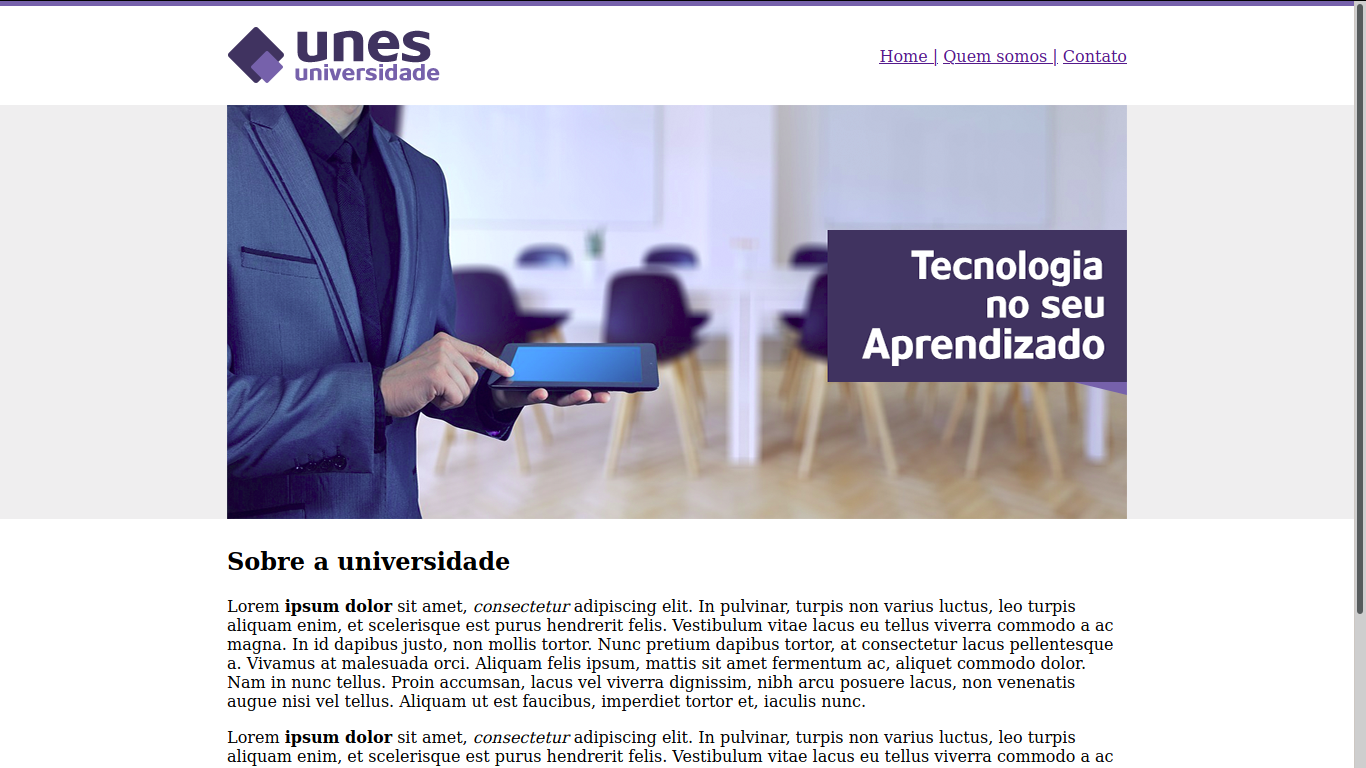 unes
universidade
Home | Quem somos | Contato
Tecnologia
no seu
Aprendizado
Sobre a universidade
Lorem ipsum dolor sit amet, consectetur adipiscing elit. In pulvinar, turpis non varius luctus, leo turpis
aliquam enim, et scelerisque est purus hendrerit felis. Vestibulum vitae lacus eu tellus viverra commodo a ac
magna. In id dapibus justo, non mollis tortor. Nunc pretium dapibus tortor, at consectetur lacus pellentesque
a. Vivamus at malesuada orci. Aliquam felis ipsum, mattis sit amet fermentum ac, aliquet commodo dolor.
Nam in nunc tellus. Proin accumsan, lacus vel viverra dignissim, nibh arcu posuere lacus, non venenatis
augue nisi vel tellus. Aliquam ut est faucibus, imperdiet tortor et, iaculis nunc.
Lorem ipsum dolor sit amet, consectetur adipiscing elit. In pulvinar, turpis non varius luctus, leo turpis
aliquam enim, et scelerisque est purus hendrerit felis. Vestibulum vitae lacus eu tellus viverra commodo a ac